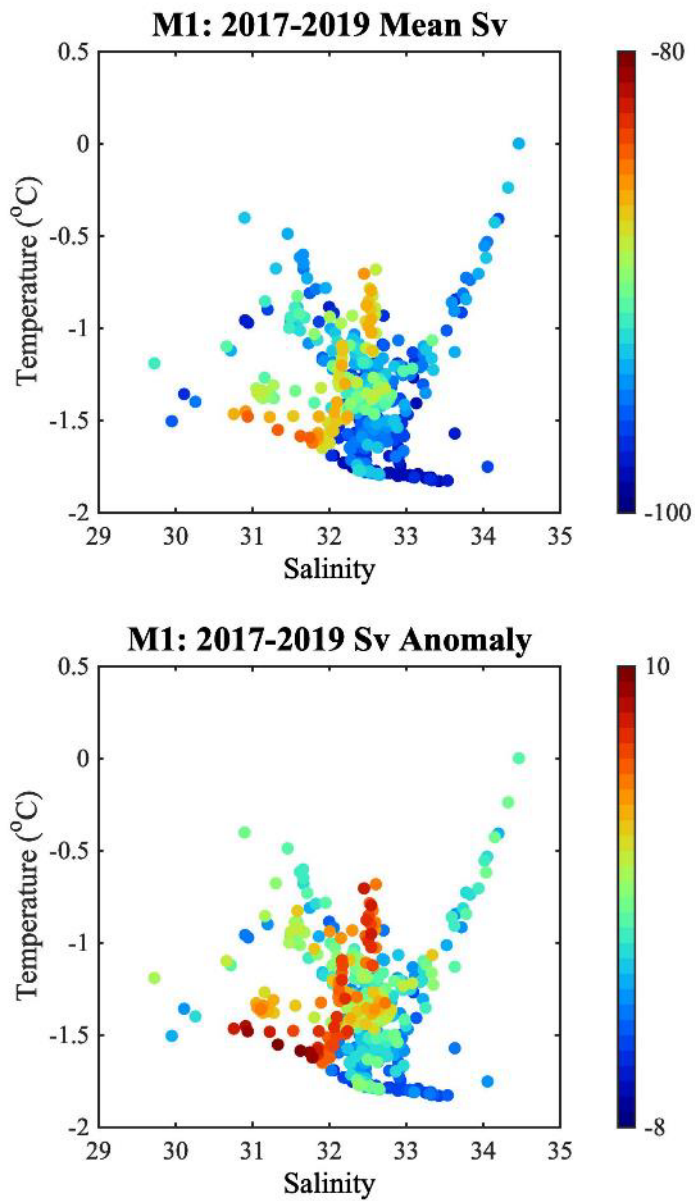 M1: 2017-2019 Mean Sv
0.5
0
-0.5
-1
-1.5
-2
Temperature (°C)
29 30 31 32 33 34 35
Salinity
-80
-100
M1: 2017-2019 Sv Anomaly
0.5
0
-0.5
-1
-1.5
-2
Temperature (°C)
29 30 31 32 33 34 35
Salinity
10
-8